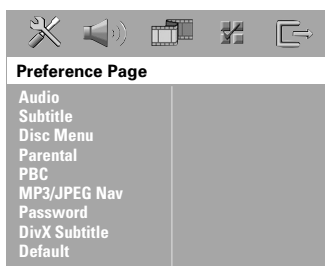 Preference Page
Audio
Subtitle
Disc Menu
Parental
PBC
MP3/JPEG Nav
Password
DivX Subtitle
Default